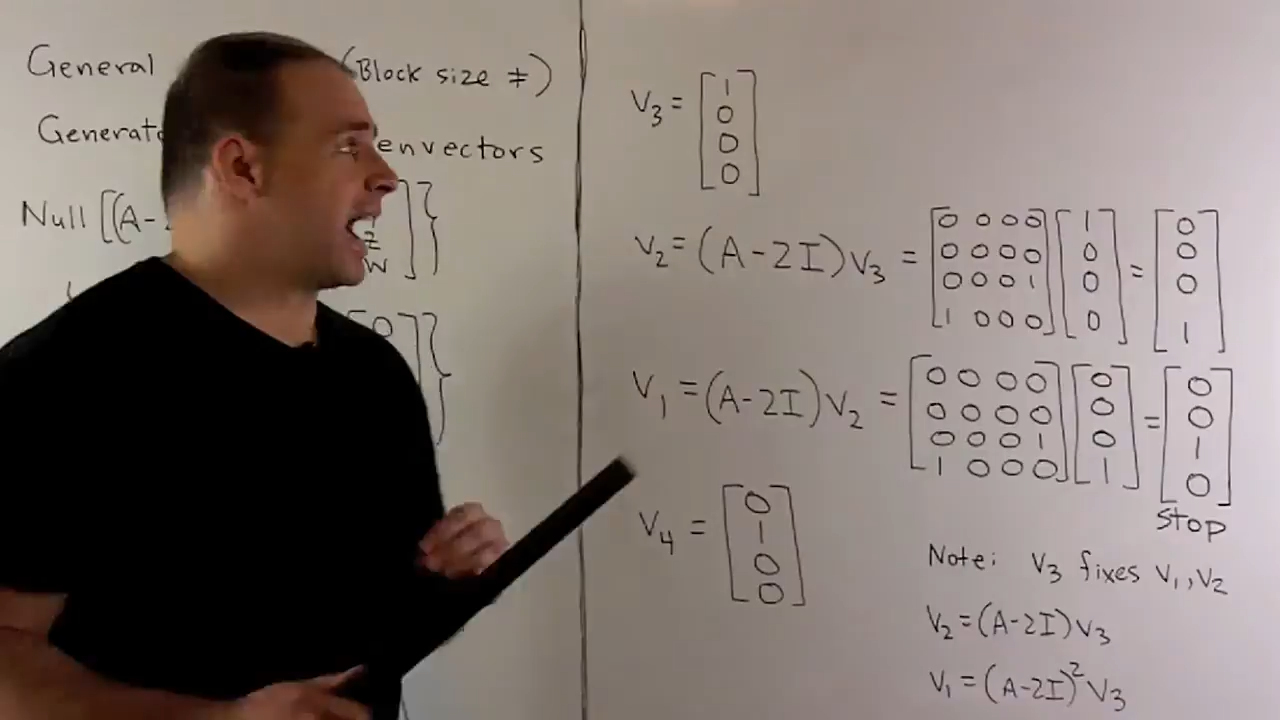 General (Block size ≠)
envectors
Null [(A-
z
w
0
V3 = [1 0 0 0]
V2 = (A-2I)V3 = [0 0 0 0 / 0 0 0 0 / 0 0 0 1 / 1 0 0 0] [1 0 0 0] = [0 0 0 1]
V1 = (A-2I)V2 = [0 0 0 0 / 0 0 0 0 / 0 0 0 1 / 1 0 0 0] [0 0 0 1] = [0 0 1 0]
Stop
V4 = [0 1 0 0]
Note: V3 fixes V1, V2
V2 = (A-2I)V3
V1 = (A-2I)²V3